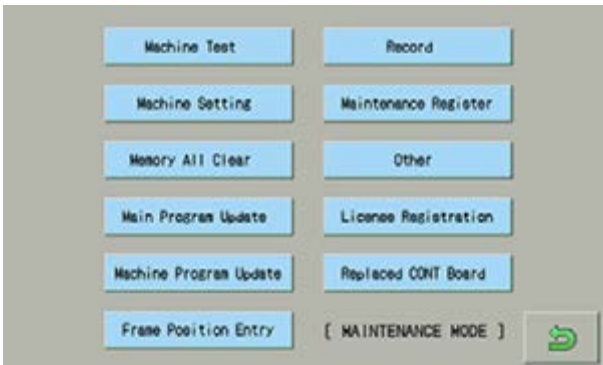 Machine Test
Record
Machine Setting
Maintenance Register
Memory All Clear
Other
Main Program Update
License Registration
Machine Program Update
Replaced CONT Board
Frame Position Entry
[ MAINTENANCE MODE ]